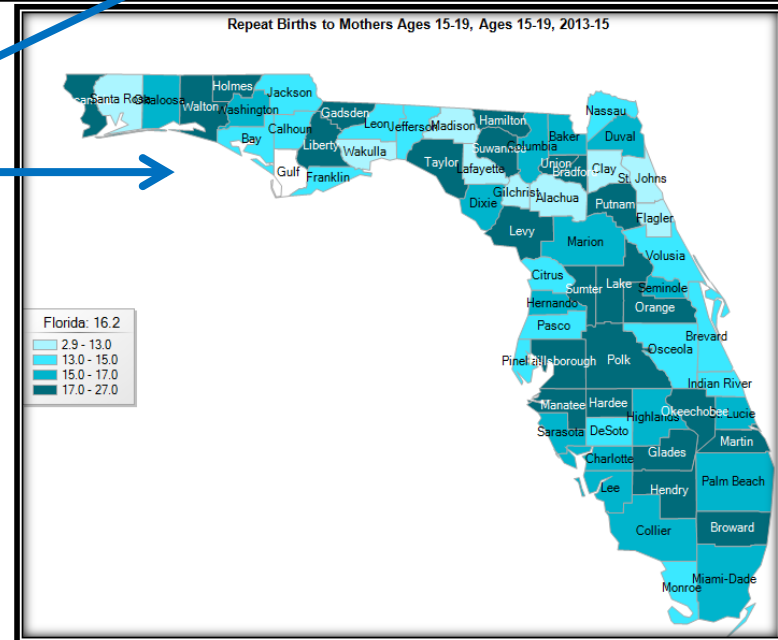 Repeat Births to Mothers Ages 15-19, Ages 15-19, 2013-15
Holmes
Jackson
Santa Rosa
Okaloosa
Walton
Washington
Gadsden
Nassau
Hamilton
Madison
Leon
Jefferson
Calhoun
Bay
Liberty
Baker
Duval
Columbia
Wakulla
Taylor
Lafayette
Union
Bradford
Clay
St. Johns
Gulf
Franklin
Gilchrist
Alachua
Dixie
Putnam
Flagler
Levy
Marion
Volusia
Citrus
Sumter
Lake
Seminole
Hernando
Orange
Florida: 16.2
2.9 - 13.0
13.0 - 15.0
15.0 - 17.0
17.0 - 27.0
Pasco
Brevard
Osceola
Polk
Indian River
Manatee
Hardee
Highlands
Okeechobee
Lucie
Sarasota
DeSoto
Martin
Charlotte
Glades
Lee
Hendry
Palm Beach
Collier
Broward
Monroe
Miami-Dade